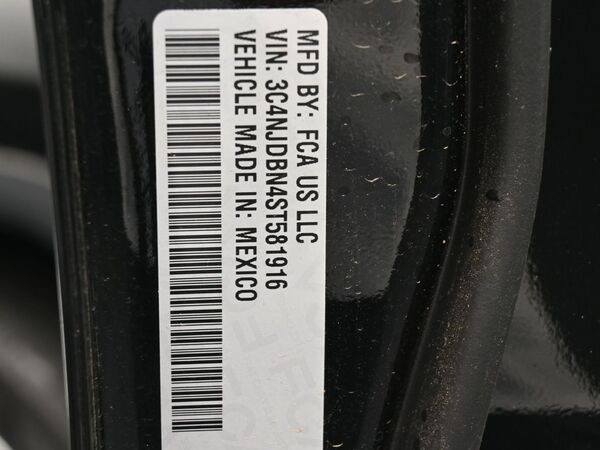 MFD BY: FCA US LLC
VIN: 3C4NJDBN4ST581916
VEHICLE MADE IN: MEXICO